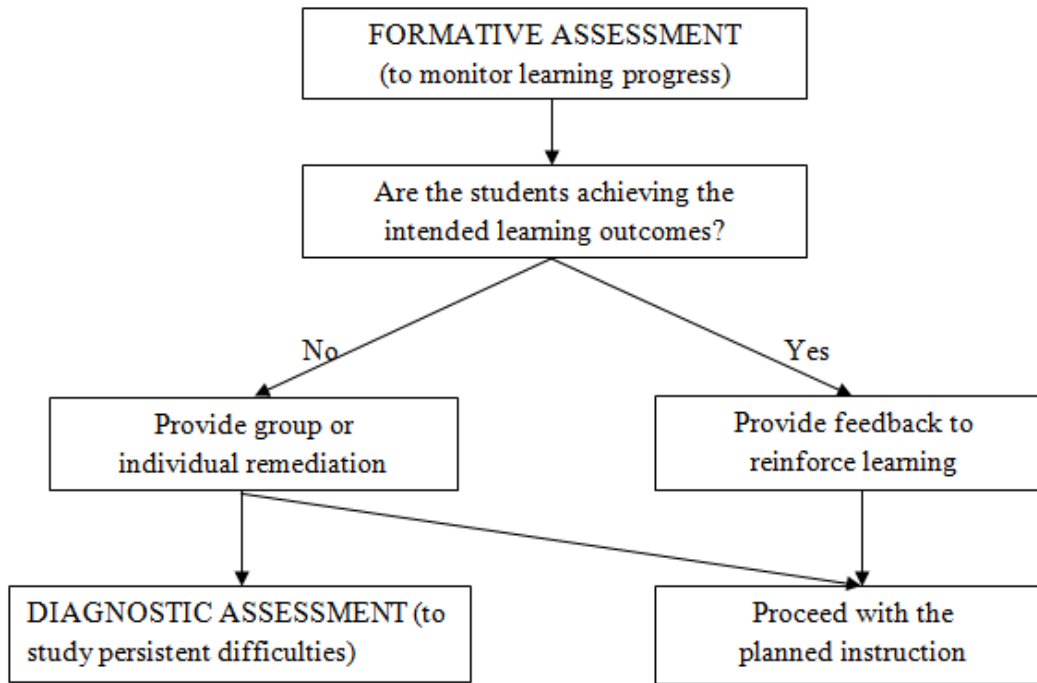 FORMATIVE ASSESSMENT
(to monitor learning progress)
Are the students achieving the
intended learning outcomes?
No
Yes
Provide group or
individual remediation
Provide feedback to
reinforce learning
DIAGNOSTIC ASSESSMENT (to
study persistent difficulties)
Proceed with the
planned instruction